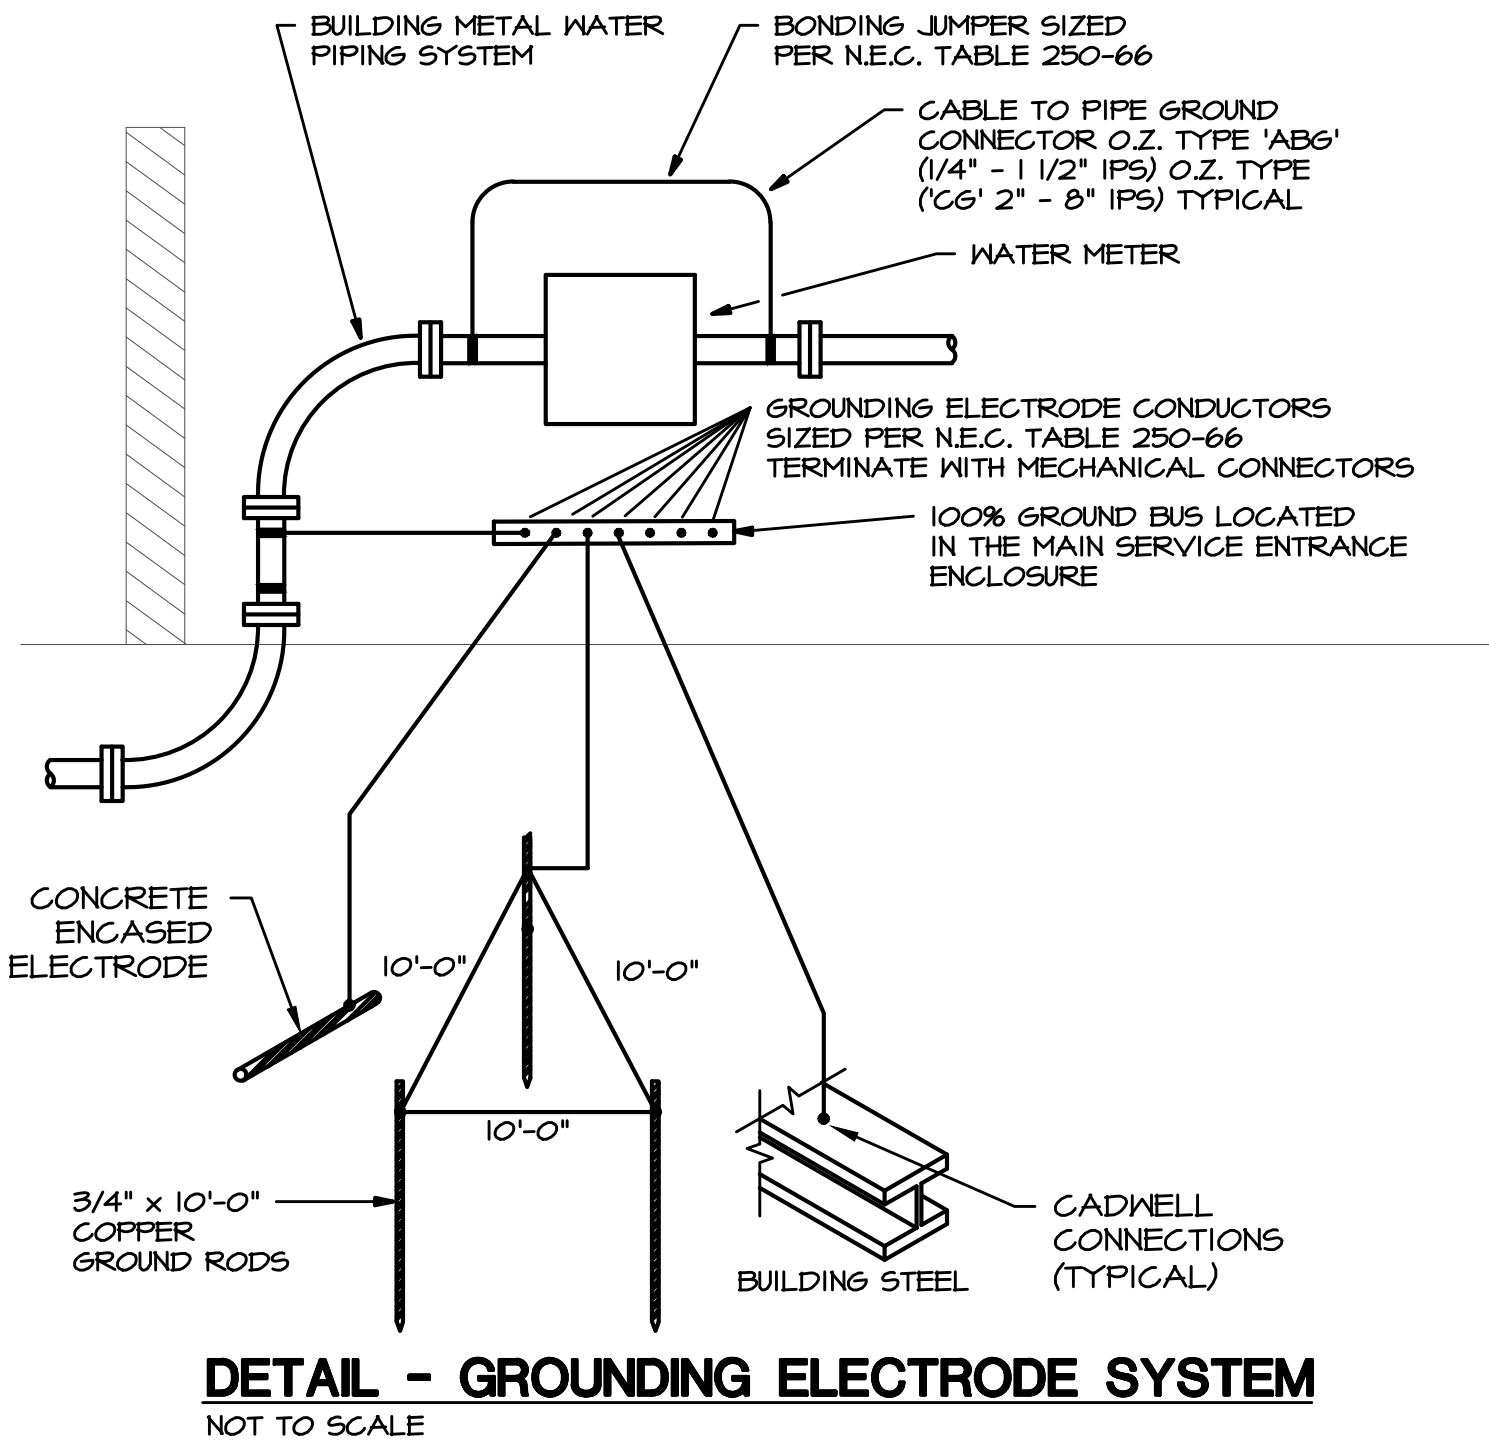 BUILDING METAL WATER
PIPING SYSTEM
BONDING JUMPER SIZED
PER N.E.C. TABLE 250-66
CABLE TO PIPE GROUND
CONNECTOR O.Z. TYPE 'ABG'
(1/4" - 1 1/2" IPS) O.Z. TYPE
('CG' 2" - 8" IPS) TYPICAL
WATER METER
GROUNDING ELECTRODE CONDUCTORS
SIZED PER N.E.C. TABLE 250-66
TERMINATE WITH MECHANICAL CONNECTORS
100% GROUND BUS LOCATED
IN THE MAIN SERVICE ENTRANCE
ENCLOSURE
CONCRETE
ENCASED
ELECTRODE
10'-0"
10'-0"
10'-0"
3/4" x 10'-0"
COPPER
GROUND RODS
BUILDING STEEL
CADWELL
CONNECTIONS
(TYPICAL)
DETAIL - GROUNDING ELECTRODE SYSTEM
NOT TO SCALE